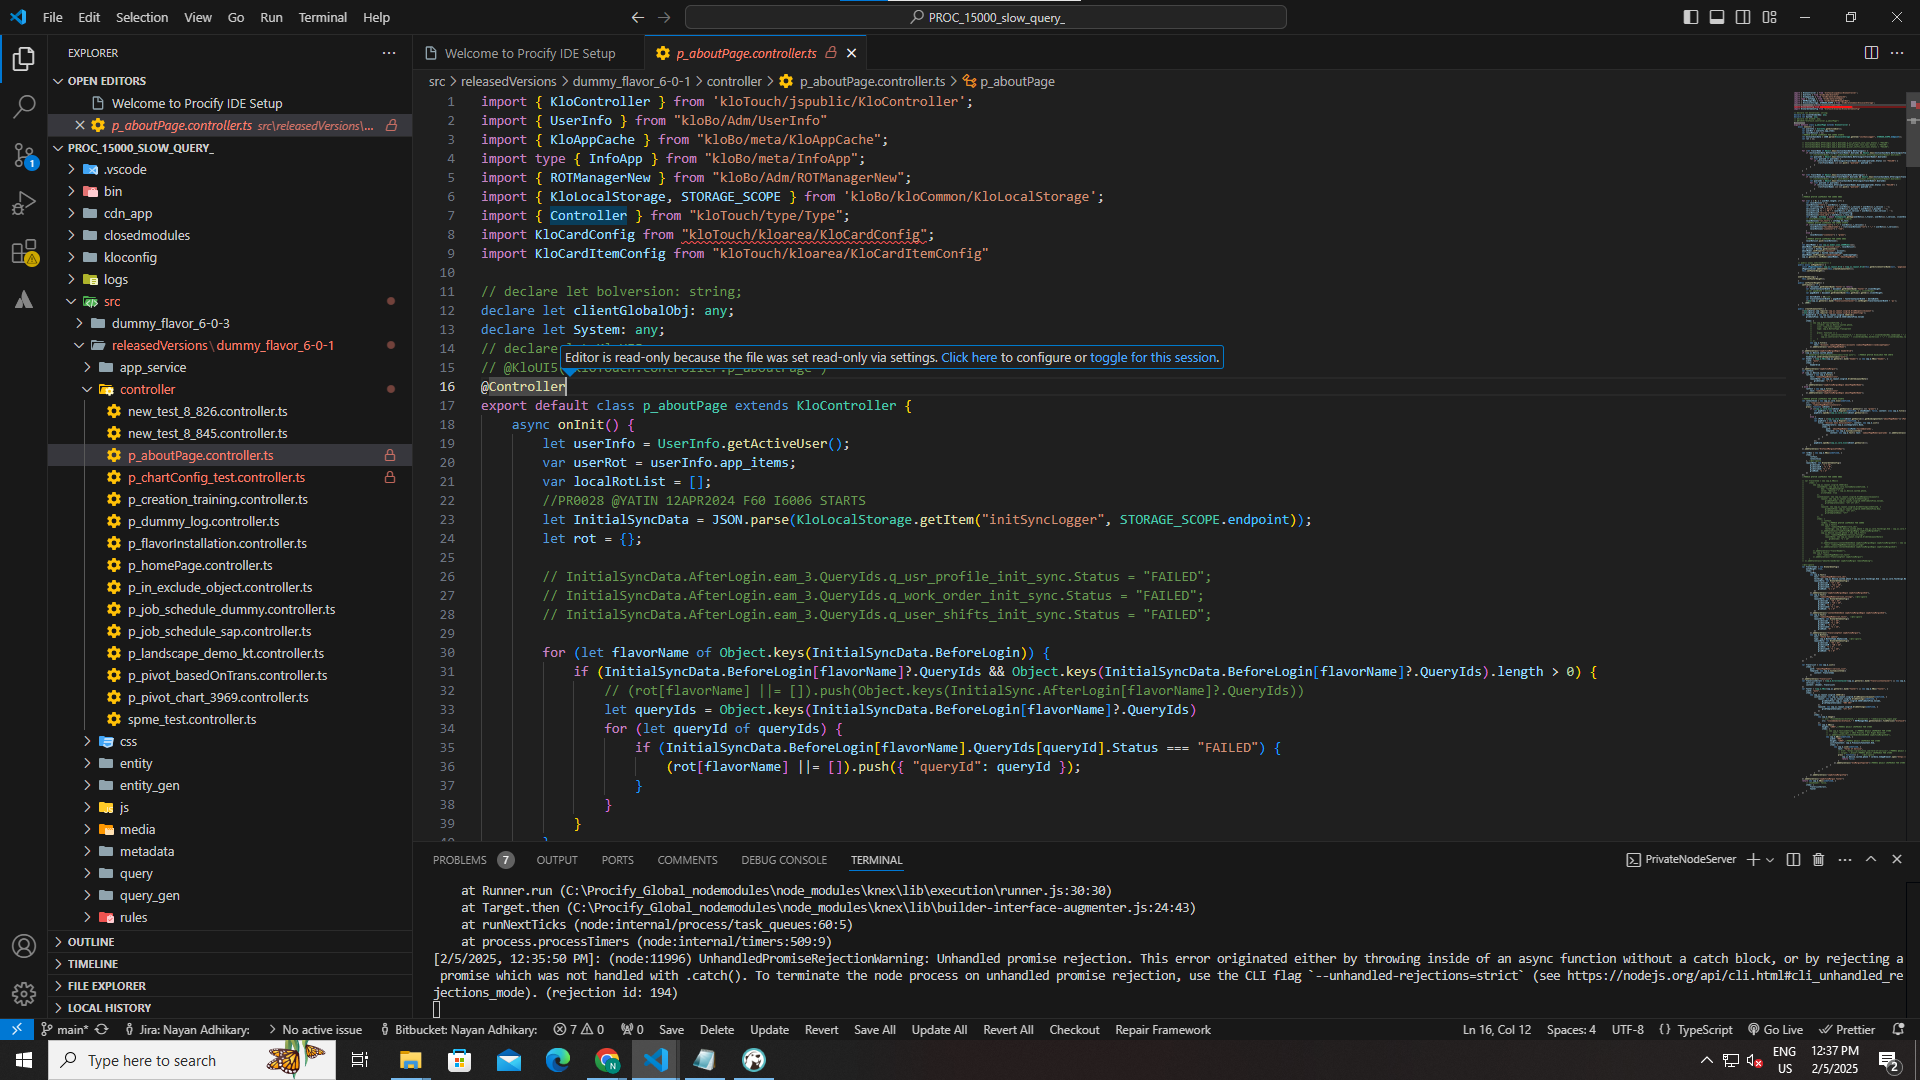 File Edit Selection View Go Run Terminal Help
PROC_15000_slow_query_
EXPLORER
OPEN EDITORS
Welcome to Procify IDE Setup
p_aboutPage.controller.ts src\releasedVersions\...
PROC_15000_SLOW_QUERY_
.vscode
bin
cdn_app
closedmodules
kloconfig
logs
src
dummy_flavor_6-0-3
releasedVersions\dummy_flavor_6-0-1
app_service
controller
new_test_8_826.controller.ts
new_test_8_845.controller.ts
p_aboutPage.controller.ts
p_chartConfig_test.controller.ts
p_creation_training.controller.ts
p_dummy_log.controller.ts
p_flavorInstallation.controller.ts
p_homePage.controller.ts
p_in_exclude_object.controller.ts
p_job_schedule_dummy.controller.ts
p_job_schedule_sap.controller.ts
p_landscape_demo_kt.controller.ts
p_pivot_basedOnTrans.controller.ts
p_pivot_chart_3969.controller.ts
spme_test.controller.ts
css
entity
entity_gen
js
media
metadata
query
query_gen
rules
OUTLINE
TIMELINE
FILE EXPLORER
LOCAL HISTORY
1
Welcome to Procify IDE Setup
p_aboutPage.controller.ts
src > releasedVersions > dummy_flavor_6-0-1 > controller > p_aboutPage.controller.ts > p_aboutPage
1 import { KloController } from 'kloTouch/jspublic/KloController';
2 import { UserInfo } from "kloBo/Adm/UserInfo"
3 import { KloAppCache } from "kloBo/meta/KloAppCache";
4 import type { InfoApp } from "kloBo/meta/InfoApp";
5 import { ROTManagerNew } from "kloBo/Adm/ROTManagerNew";
6 import { KloLocalStorage, STORAGE_SCOPE } from 'kloBo/kloCommon/KloLocalStorage';
7 import { Controller } from "kloTouch/type/Type";
8 import KloCardConfig from "kloTouch/kloarea/KloCardConfig";
9 import KloCardItemConfig from "kloTouch/kloarea/KloCardItemConfig"
10
11 // declare let bolversion: string;
12 declare let clientGlobalObj: any;
13 declare let System: any;
14 // declare
Editor is read-only because the file was set read-only via settings. Click here to configure or toggle for this session.
15 // @KloUI5(
16 @Controller
17 export default class p_aboutPage extends KloController {
18 async onInit() {
19 let userInfo = UserInfo.getActiveUser();
20 var userRot = userInfo.app_items;
21 var localRotList = [];
22 //PR0028 @YATIN 12APR2024 F60 I6006 STARTS
23 let InitialSyncData = JSON.parse(KloLocalStorage.getItem("initSyncLogger", STORAGE_SCOPE.endpoint));
24 let rot = {};
25
26 // InitialSyncData.AfterLogin.eam_3.QueryIds.q_usr_profile_init_sync.Status = "FAILED";
27 // InitialSyncData.AfterLogin.eam_3.QueryIds.q_work_order_init_sync.Status = "FAILED";
28 // InitialSyncData.AfterLogin.eam_3.QueryIds.q_user_shifts_init_sync.Status = "FAILED";
29
30 for (let flavorName of Object.keys(InitialSyncData.BeforeLogin)) {
31 if (InitialSyncData.BeforeLogin[flavorName]?.QueryIds && Object.keys(InitialSyncData.BeforeLogin[flavorName]?.QueryIds).length > 0) {
32 // (rot[flavorName] ||= []).push(Object.keys(InitialSync.AfterLogin[flavorName]?.QueryIds))
33 let queryIds = Object.keys(InitialSyncData.BeforeLogin[flavorName]?.QueryIds)
34 for (let queryId of queryIds) {
35 if (InitialSyncData.BeforeLogin[flavorName].QueryIds[queryId].Status === "FAILED") {
36 (rot[flavorName] ||= []).push({ "queryId": queryId });
37 }
38 }
39 }
PROBLEMS 7 OUTPUT PORTS COMMENTS DEBUG CONSOLE TERMINAL
PrivateNodeServer
at Runner.run (C:\Procify_Global_nodemodules\node_modules\knex\lib\execution\runner.js:30:30)
at Target.then (C:\Procify_Global_nodemodules\node_modules\knex\lib\builder-interface-augmenter.js:24:43)
at runNextTicks (node:internal/process/task_queues:60:5)
at process.processTimers (node:internal/timers:509:9)
[2/5/2025, 12:35:50 PM]: (node:11996) UnhandledPromiseRejectionWarning: Unhandled promise rejection. This error originated either by throwing inside of an async function without a catch block, or by rejecting a
promise which was not handled with .catch(). To terminate the node process on unhandled promise rejection, use the CLI flag `--unhandled-rejections=strict` (see https://nodejs.org/api/cli.html#cli_unhandled_re
jections_mode). (rejection id: 194)
main* Jira: Nayan Adhikary: No active issue Bitbucket: Nayan Adhikary: 7 0 0 Save Delete Update Revert Save All Update All Revert All Checkout Repair Framework Ln 16, Col 12 Spaces: 4 UTF-8 {} TypeScript Go Live Prettier
Type here to search
ENG
US
12:37 PM
2/5/2025
2